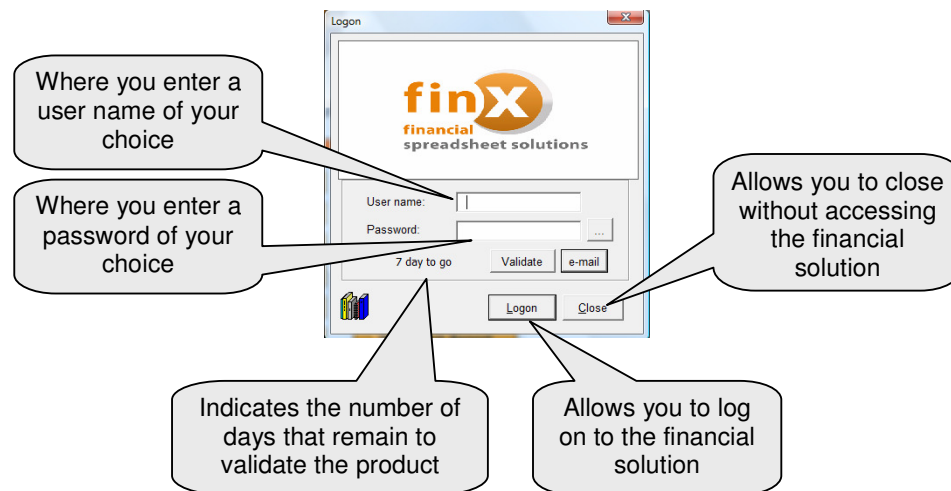 Logon
Where you enter a
user name of your
choice
finX
financial
spreadsheet solutions
Where you enter a
password of your
choice
User name:
Password:
...
7 day to go
Validate
e-mail
Logon
Close
Allows you to close
without accessing
the financial
solution
Indicates the number of
days that remain to
validate the product
Allows you to log
on to the financial
solution